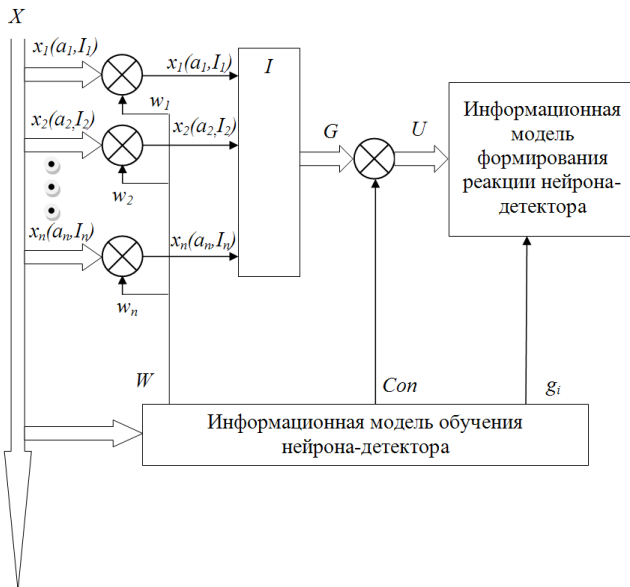 X
x₁(a₁,I₁)
x₁(a₁,I₁)
I
w₁
x₂(a₂,I₂)
x₂(a₂,I₂)
w₂
G
U
Информационная
модель
формирования
реакции нейрона-
детектора
xₙ(aₙ,Iₙ)
xₙ(aₙ,Iₙ)
wₙ
W
Con
gᵢ
Информационная модель обучения
нейрона-детектора